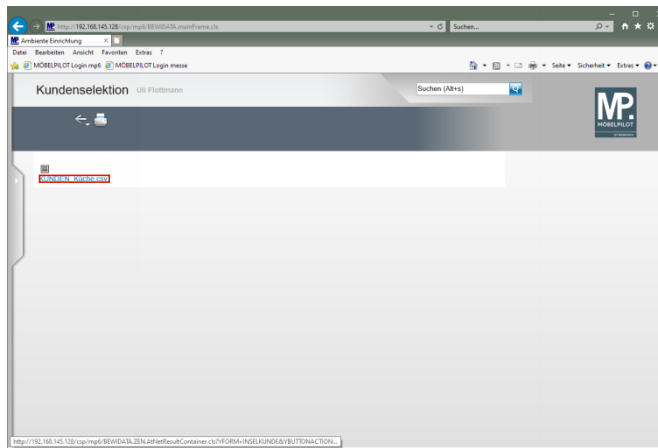 http://192.168.145.128/csp/mp6/BEWIDATA.mainFrame.cls
Suchen...
Ambiente Einrichtung
Datei Bearbeiten Ansicht Favoriten Extras ?
MÖBELPILOT Login mp6 MÖBELPILOT Login messe
Seite Sicherheit Extras
Kundenselektion Uli Flottmann
Suchen (Alt+s)
MP.
MÖBELPILOT
KUNDEN_Küche.csv
http://192.168.145.128/csp/mp6/BEWIDATA.ZEN.AtNetResultContainer.cls?YFORM=INSELKUNDE&YBUTTONACTION...